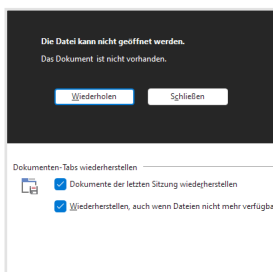 Die Datei kann nicht geöffnet werden.
Das Dokument ist nicht vorhanden.
Wiederholen Schließen
Dokumenten-Tabs wiederherstellen
Dokumente der letzten Sitzung wiederherstellen
Wiederherstellen, auch wenn Dateien nicht mehr verfügba